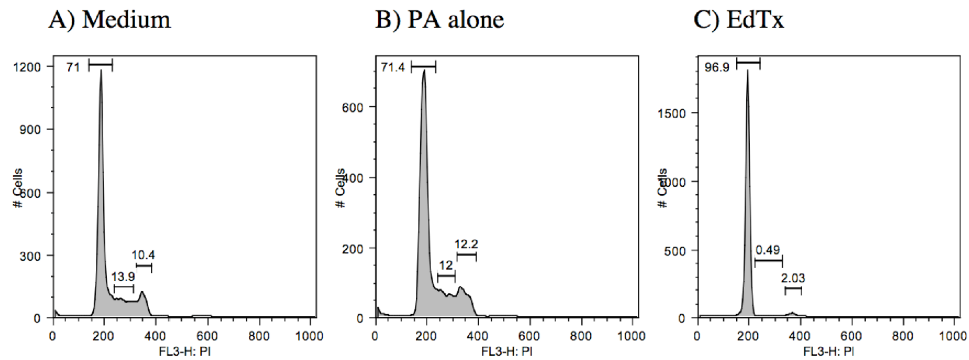 A) Medium
B) PA alone
C) EdTx
71
71.4
96.9
1200
900
600
300
0
600
400
200
0
1500
1000
500
0
13.9
10.4
12
12.2
0.49
2.03
# Cells
# Cells
# Cells
0 200 400 600 800 1000
0 200 400 600 800 1000
0 200 400 600 800 1000
FL3-H: PI
FL3-H: PI
FL3-H: PI